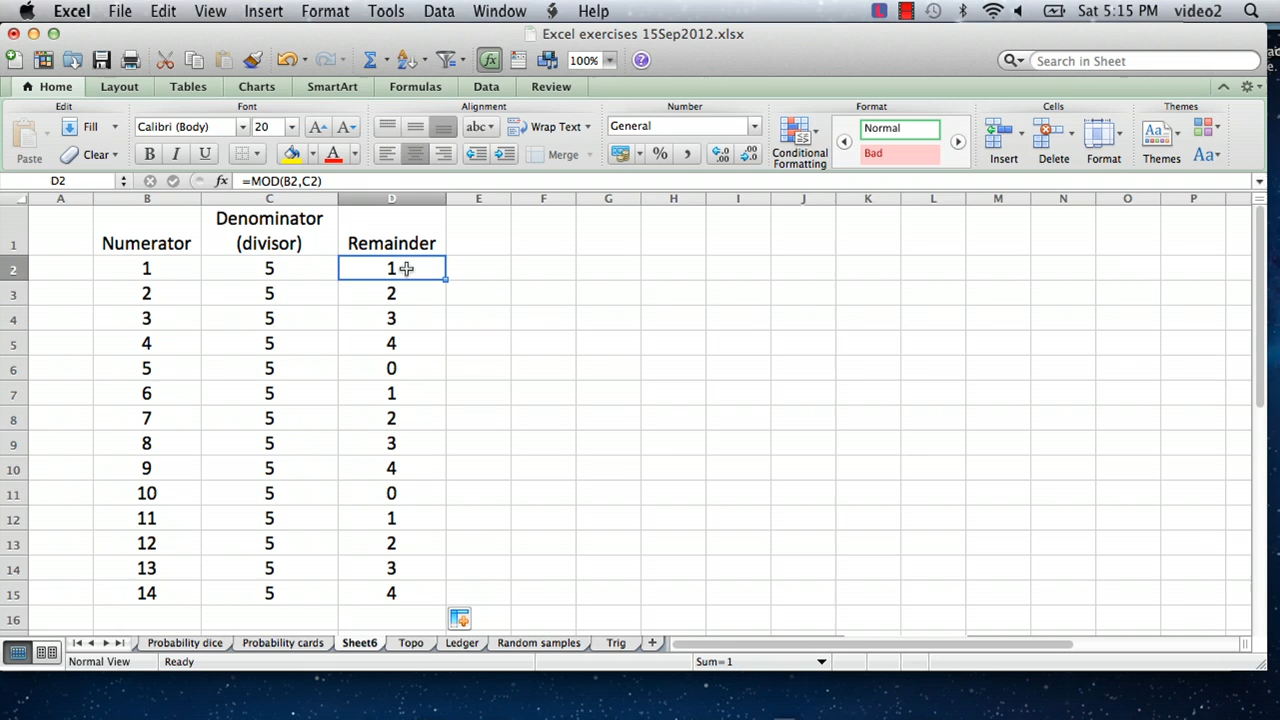 Excel File Edit View Insert Format Tools Data Window Help Sat 5:15 PM video2
Excel exercises 15Sep2012.xlsx
100% Search in Sheet
Home Layout Tables Charts SmartArt Formulas Data Review
Edit Font Alignment Number Format Cells Themes
Fill Calibri (Body) 20 A A abc Wrap Text General Normal
Paste Clear B I U A Merge % , .0 .00 .00 .0 Conditional Formatting Bad Insert Delete Format Themes Aa
D2 fx =MOD(B2,C2)
A B C D E F G H I J K L M N O P
1 Numerator Denominator (divisor) Remainder
2 1 5 1
3 2 5 2
4 3 5 3
5 4 5 4
6 5 5 0
7 6 5 1
8 7 5 2
9 8 5 3
10 9 5 4
11 10 5 0
12 11 5 1
13 12 5 2
14 13 5 3
15 14 5 4
16
Probability dice Probability cards Sheet6 Topo Ledger Random samples Trig +
Normal View Ready Sum=1